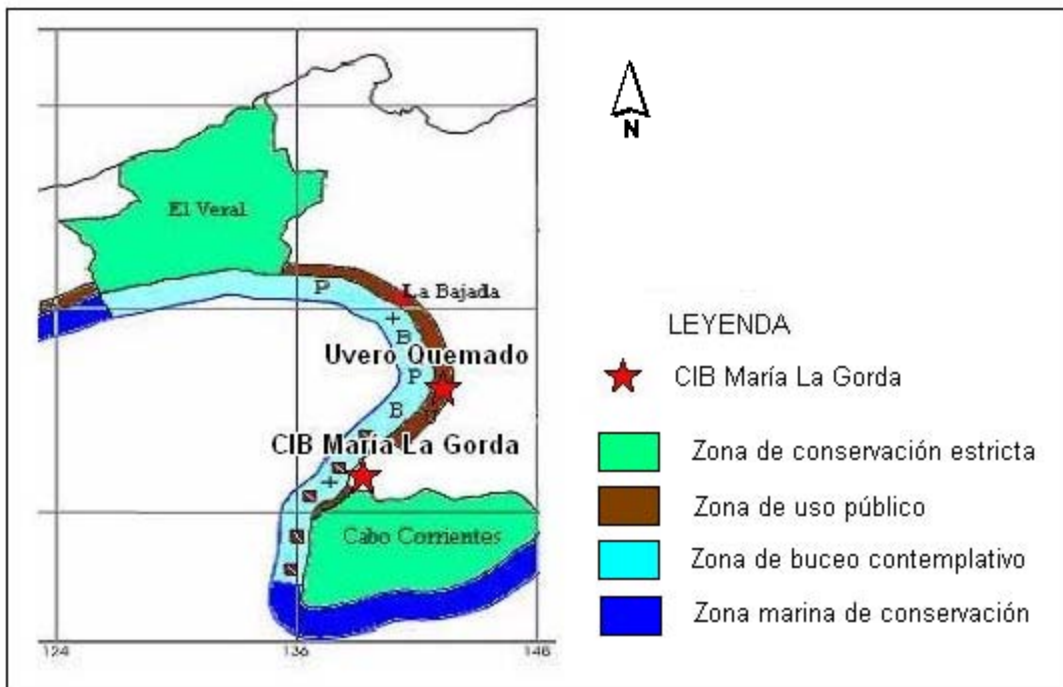 El Veral
P
La Bajada
B
Uvero Quemado
P
B
CIB María La Gorda
Cabo Corrientes
124
136
146
N
LEYENDA
CIB María La Gorda
Zona de conservación estricta
Zona de uso público
Zona de buceo contemplativo
Zona marina de conservación